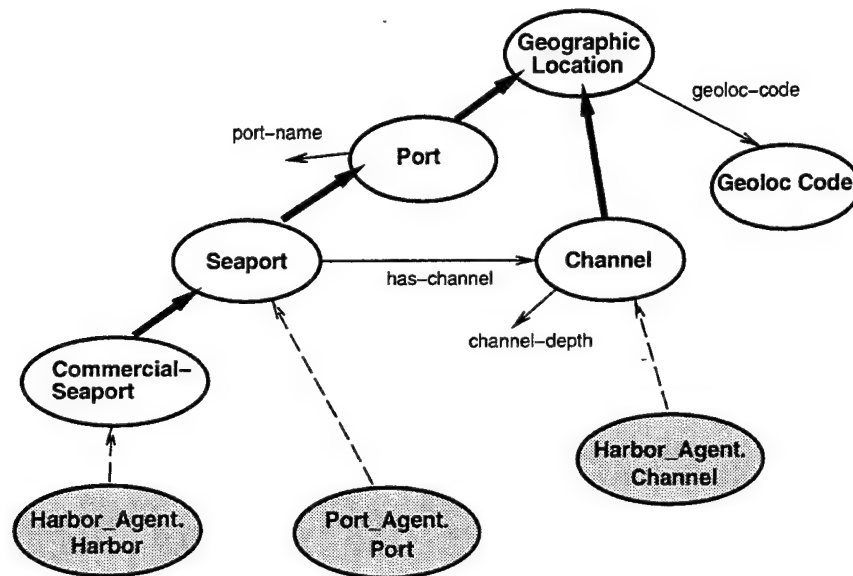 Geographic
Location
geoloc–code
port–name
Port
Geoloc Code
Seaport
has–channel
Channel
channel–depth
Commercial–
Seaport
Harbor_Agent.
Channel
Harbor_Agent.
Harbor
Port_Agent.
Port